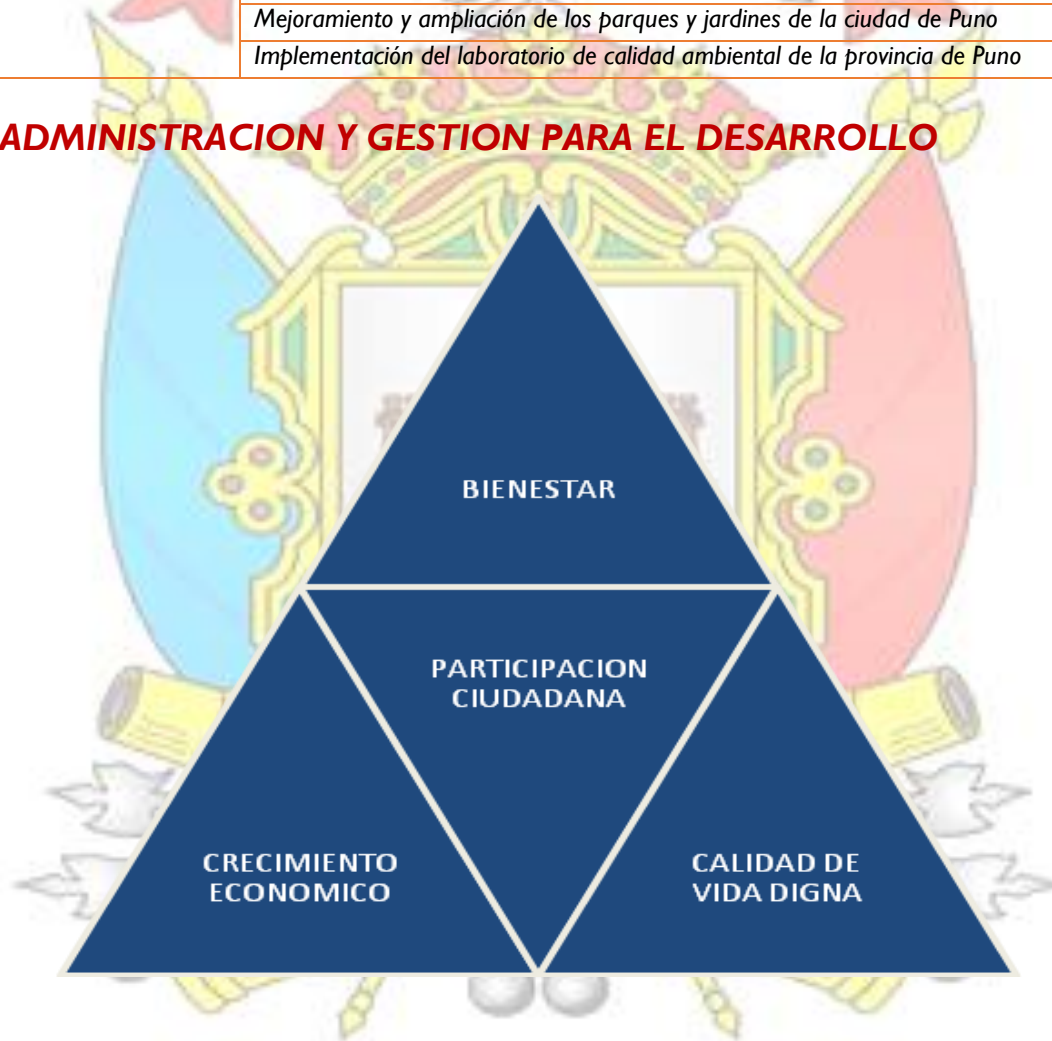 Mejoramiento y ampliación de los parques y jardines de la ciudad de Puno
Implementación del laboratorio de calidad ambiental de la provincia de Puno
ADMINISTRACION Y GESTION PARA EL DESARROLLO
BIENESTAR
PARTICIPACION
CIUDADANA
CRECIMIENTO
ECONOMICO
CALIDAD DE
VIDA DIGNA